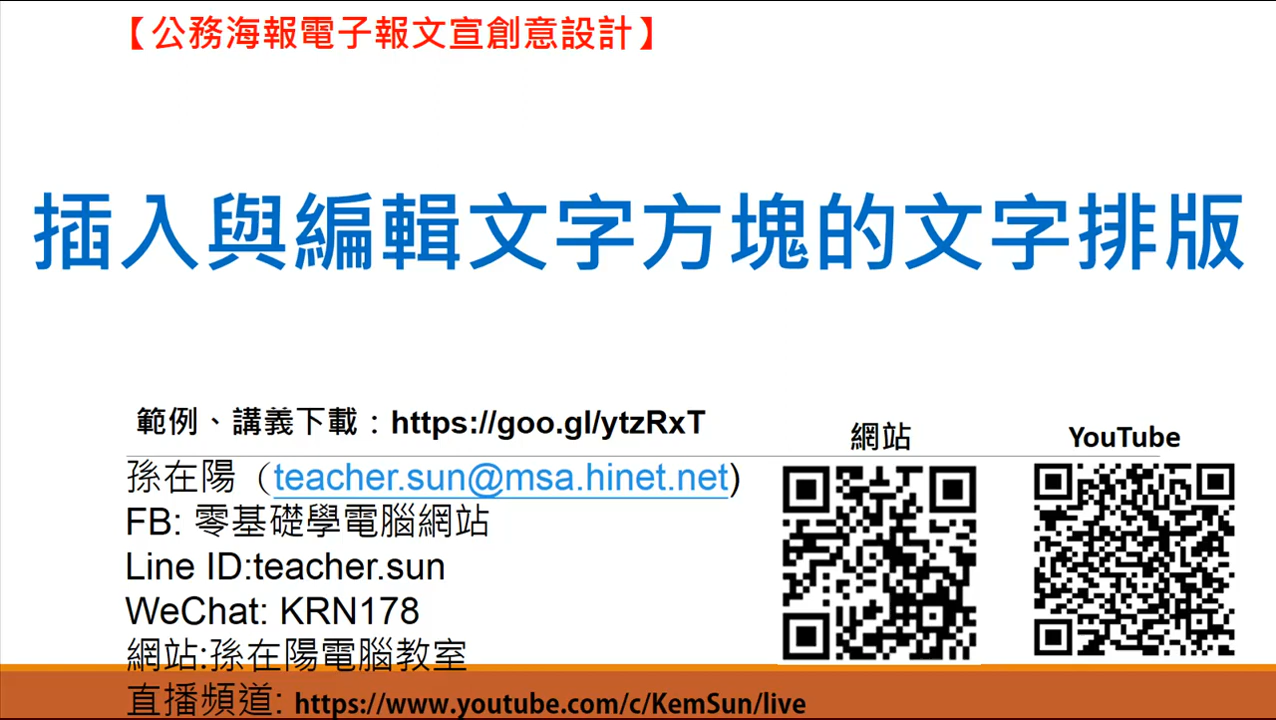 【公務海報電子報文宣創意設計】
插入與編輯文字方塊的文字排版
範例、講義下載：https://goo.gl/ytzRxT
網站
YouTube
孫在陽（teacher.sun@msa.hinet.net)
FB: 零基礎學電腦網站
Line ID:teacher.sun
WeChat: KRN178
網站:孫在陽電腦教室
直播頻道: https://www.youtube.com/c/KemSun/live